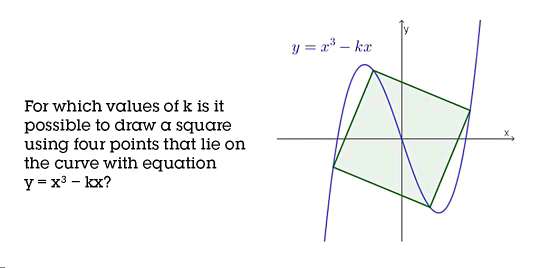 y
y = x³ − kx
x
For which values of k is it
possible to draw a square
using four points that lie on
the curve with equation
y = x³ − kx?